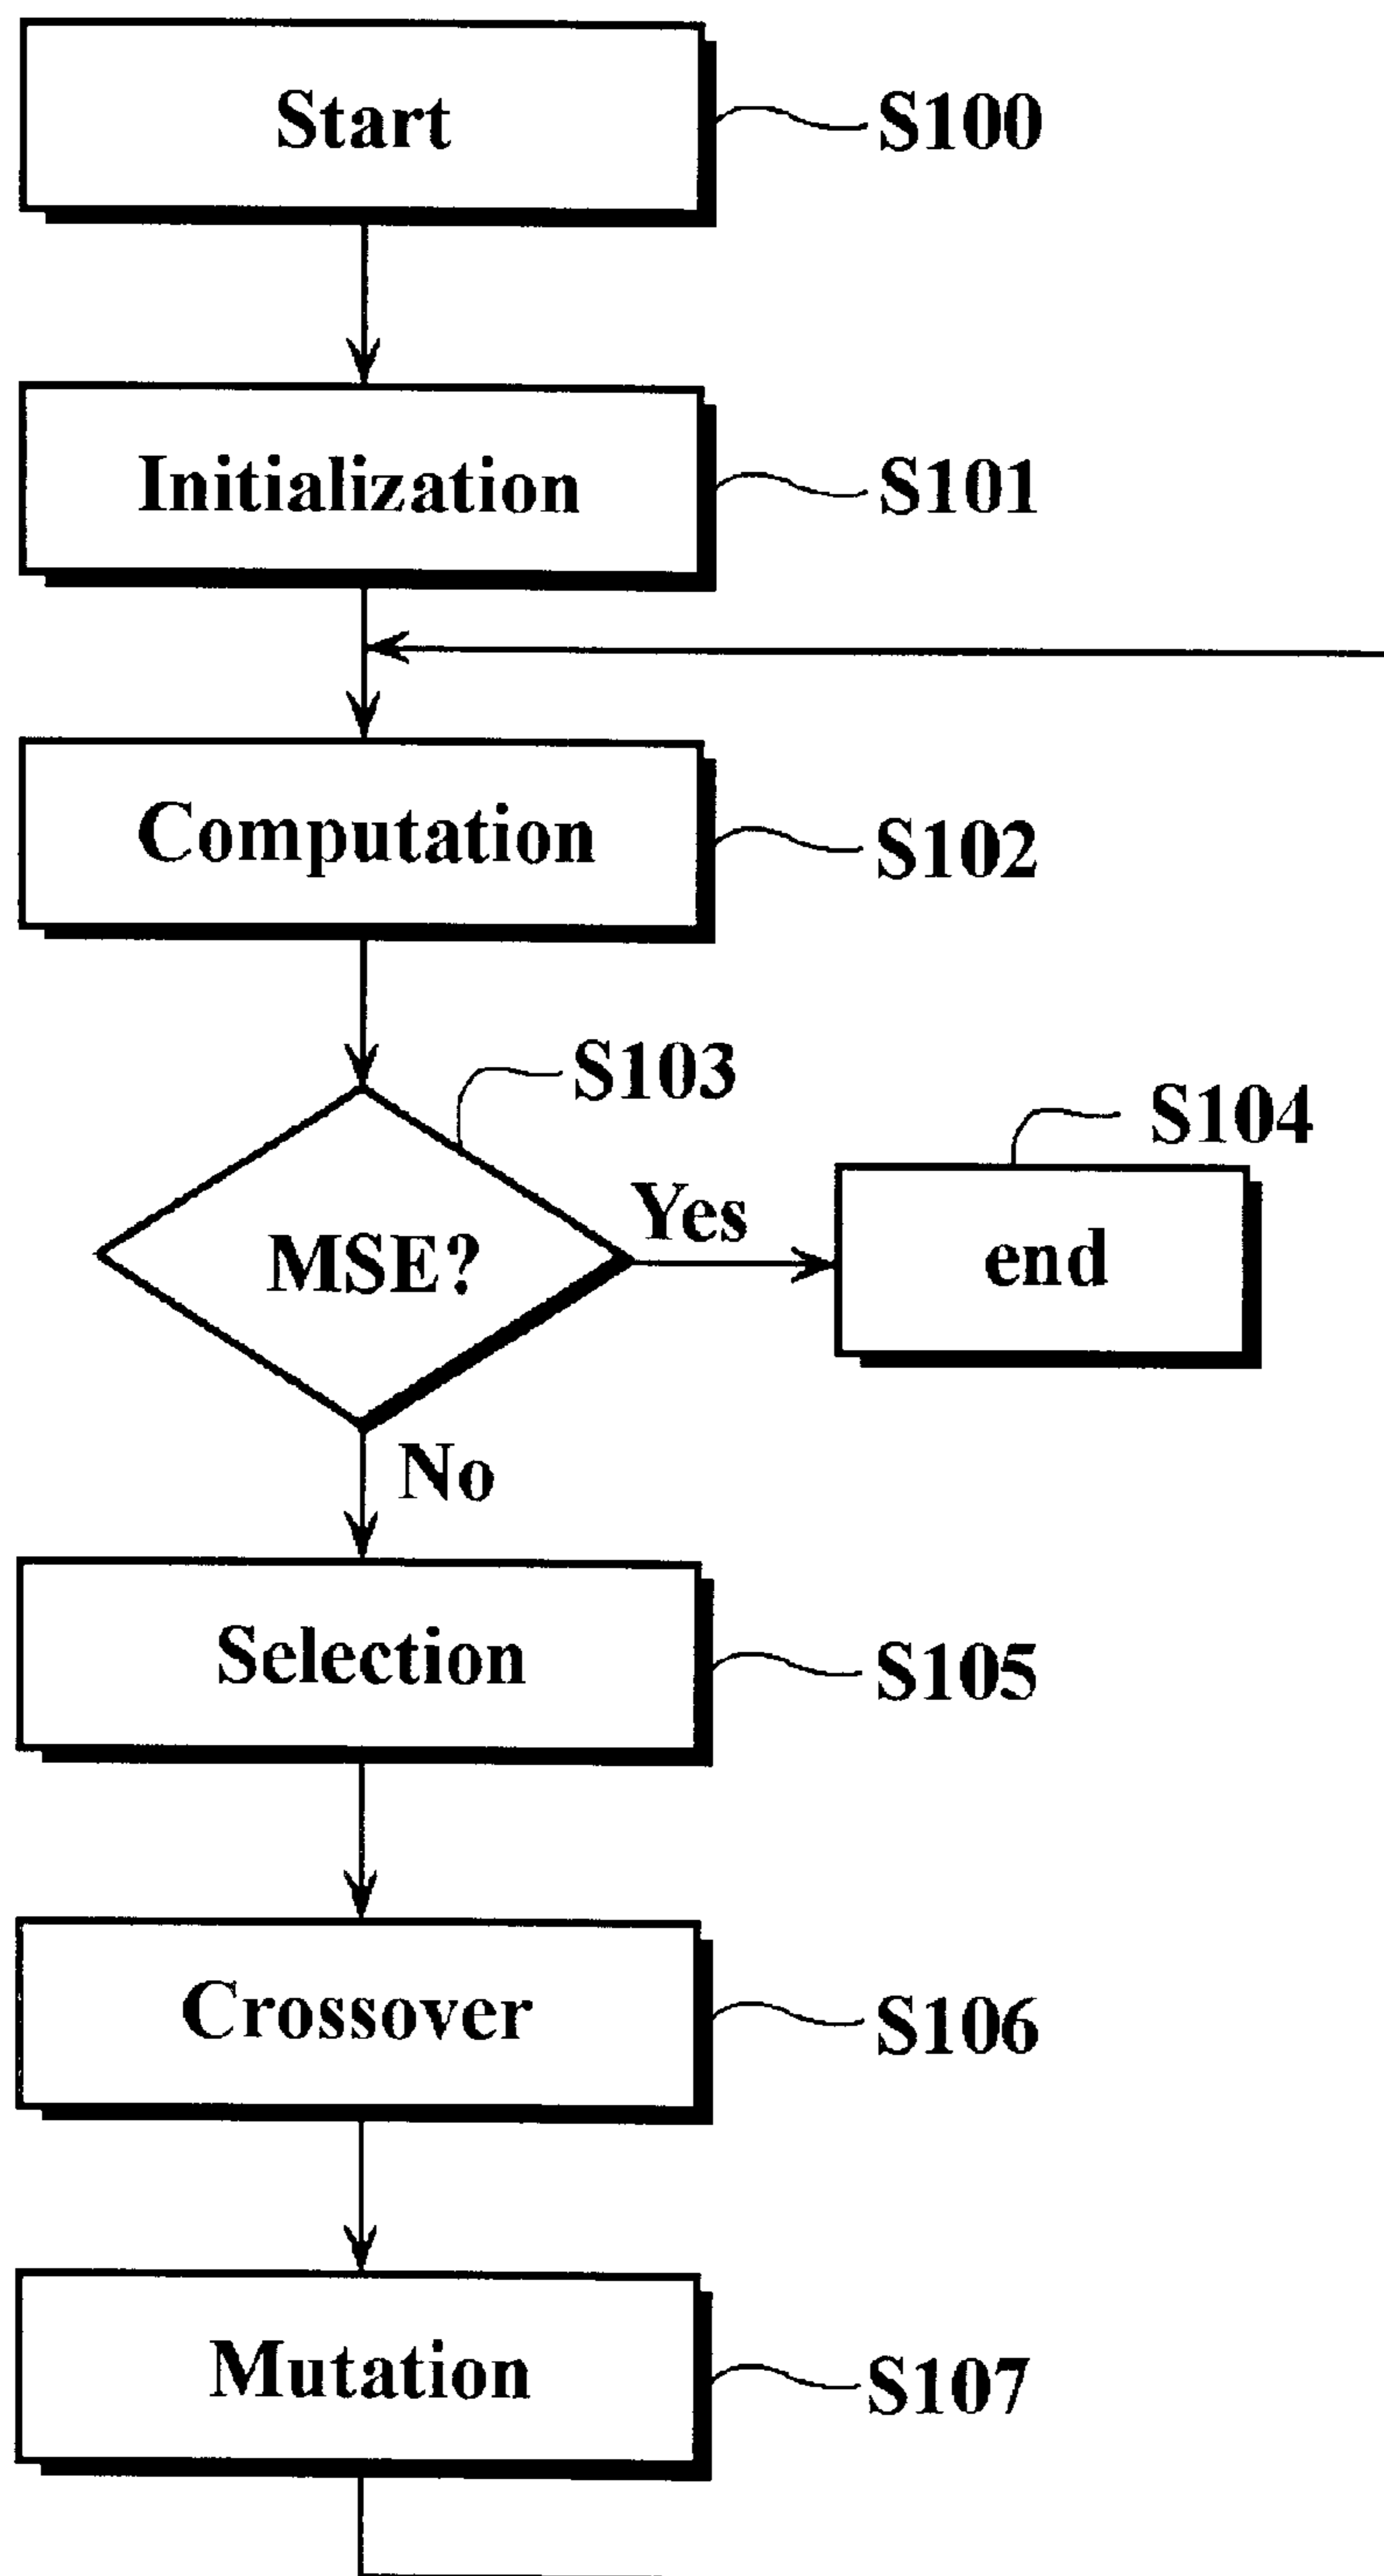 Start
S100
Initialization
S101
Computation
S102
S103
MSE?
Yes
S104
end
No
Selection
S105
Crossover
S106
Mutation
S107